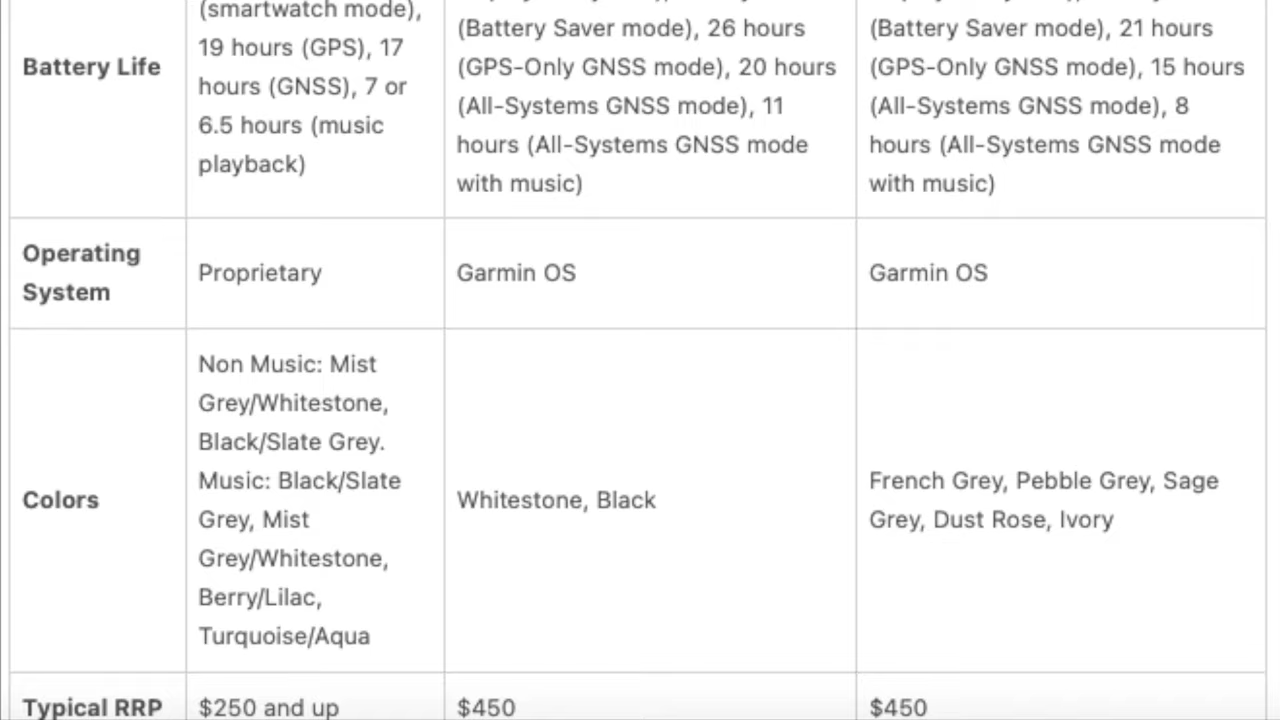 Battery Life
(smartwatch mode),
19 hours (GPS), 17
hours (GNSS), 7 or
6.5 hours (music
playback)
(Battery Saver mode), 26 hours
(GPS-Only GNSS mode), 20 hours
(All-Systems GNSS mode), 11
hours (All-Systems GNSS mode
with music)
(Battery Saver mode), 21 hours
(GPS-Only GNSS mode), 15 hours
(All-Systems GNSS mode), 8
hours (All-Systems GNSS mode
with music)
Operating
System
Proprietary
Garmin OS
Garmin OS
Colors
Non Music: Mist
Grey/Whitestone,
Black/Slate Grey.
Music: Black/Slate
Grey, Mist
Grey/Whitestone,
Berry/Lilac,
Turquoise/Aqua
Whitestone, Black
French Grey, Pebble Grey, Sage
Grey, Dust Rose, Ivory
Typical RRP
$250 and up
$450
$450